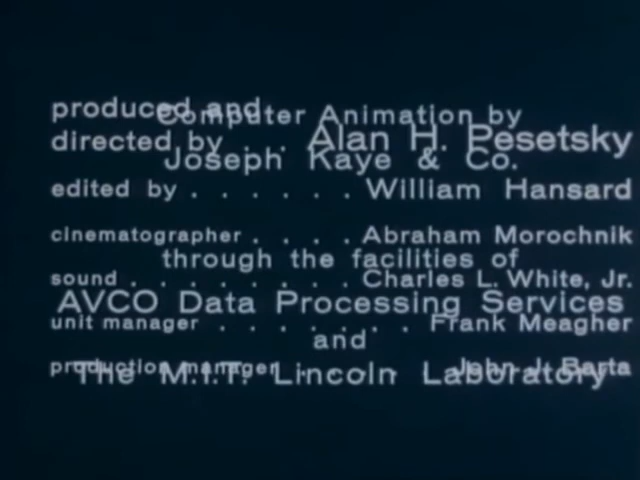 produced and
Computer Animation by
directed by . . . Alan H. Pesetsky
Joseph Kaye & Co.
edited by . . . . . . William Hansard
cinematographer . . . . Abraham Morochnik
through the facilities of
sound . . . . . . . . Charles L. White, Jr.
AVCO Data Processing Services
unit manager . . . . . . . Frank Meagher
and
production manager . . . . John J. Barta
The M.I.T. Lincoln Laboratory